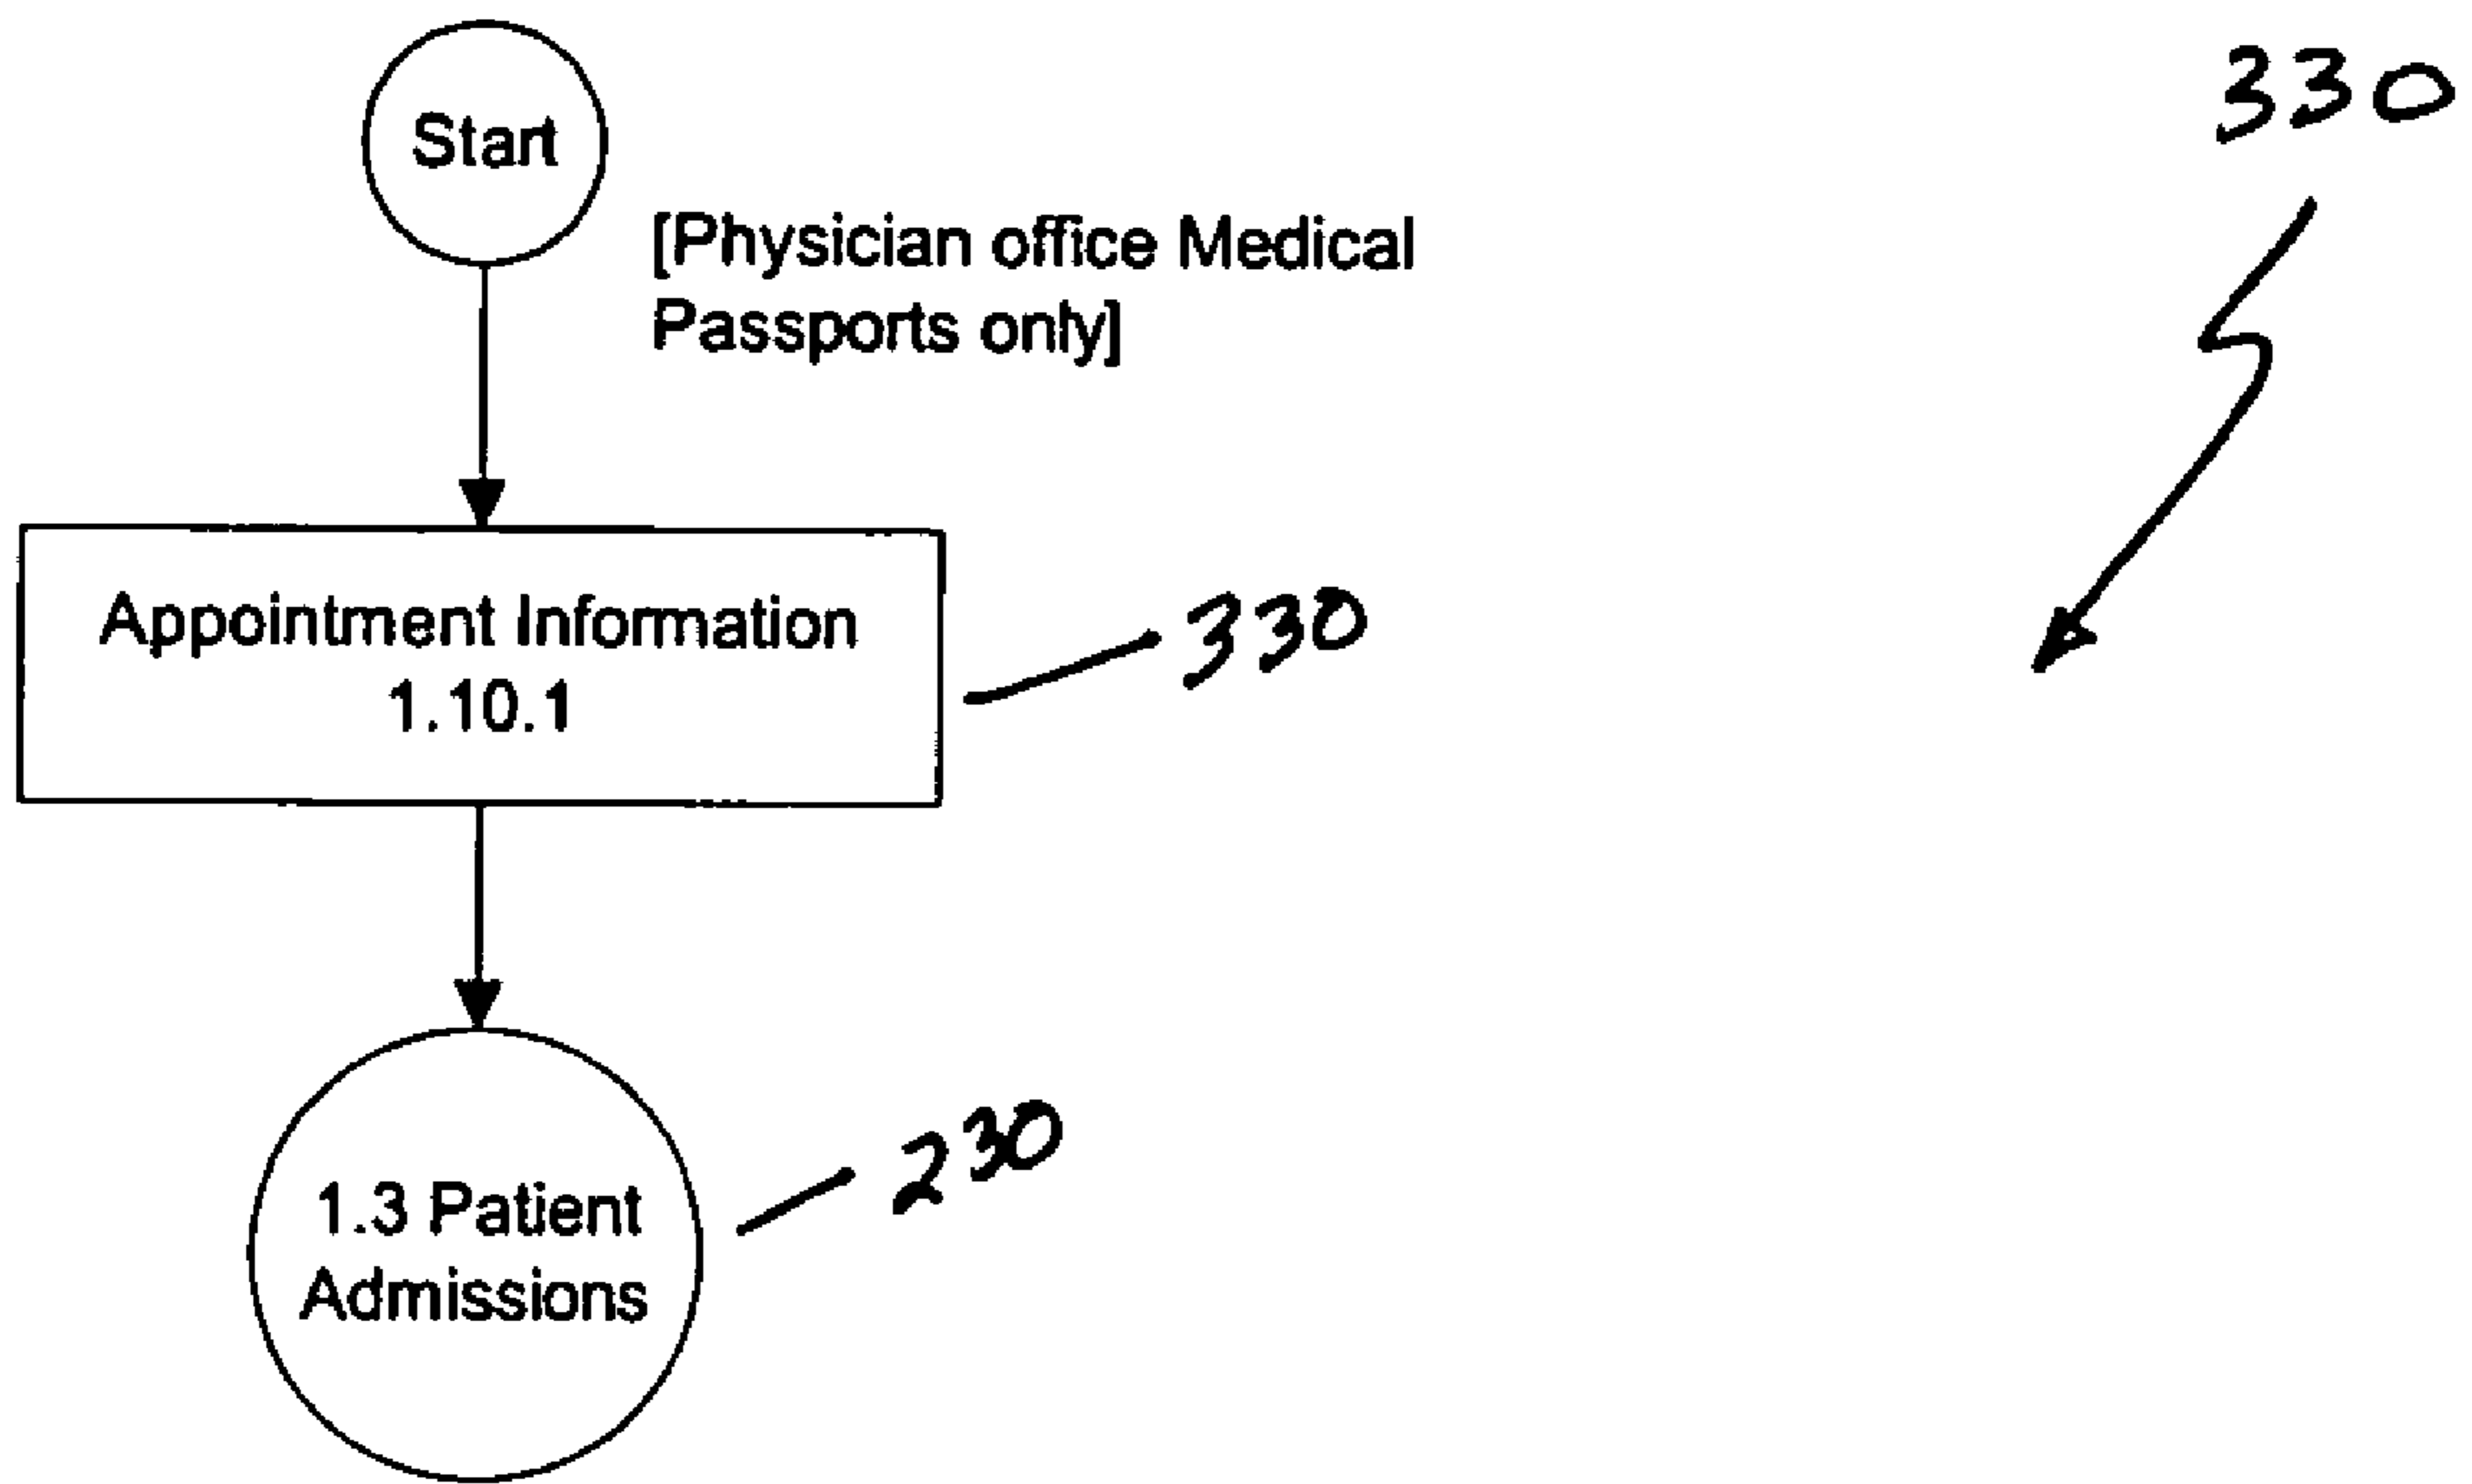 Start
330
[Physician office Medical
Passports only]
Appointment Information
1.10.1
330
1.3 Patient
Admissions
230